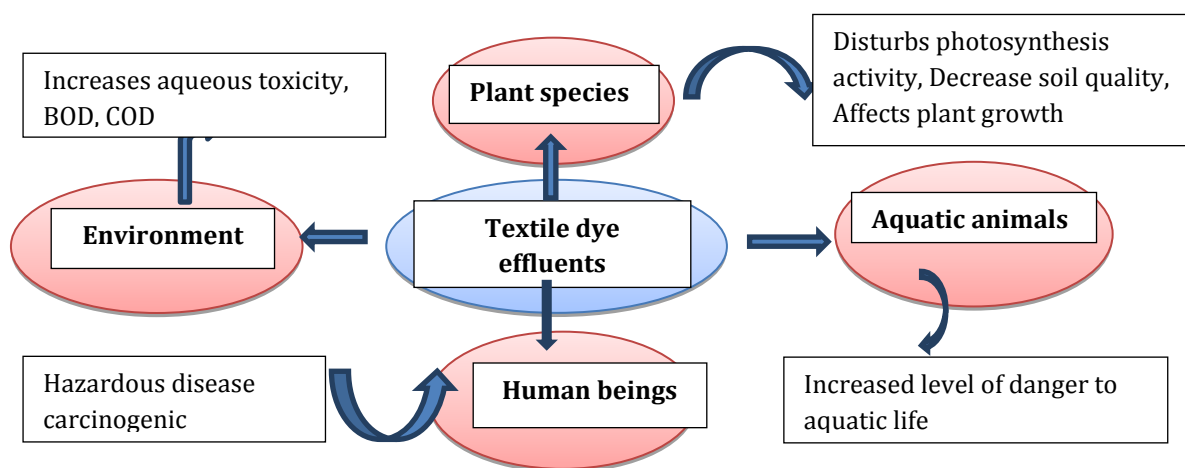 Increases aqueous toxicity,
BOD, COD
Plant species
Disturbs photosynthesis
activity, Decrease soil quality,
Affects plant growth
Environment
Textile dye
effluents
Aquatic animals
Hazardous disease
carcinogenic
Human beings
Increased level of danger to
aquatic life